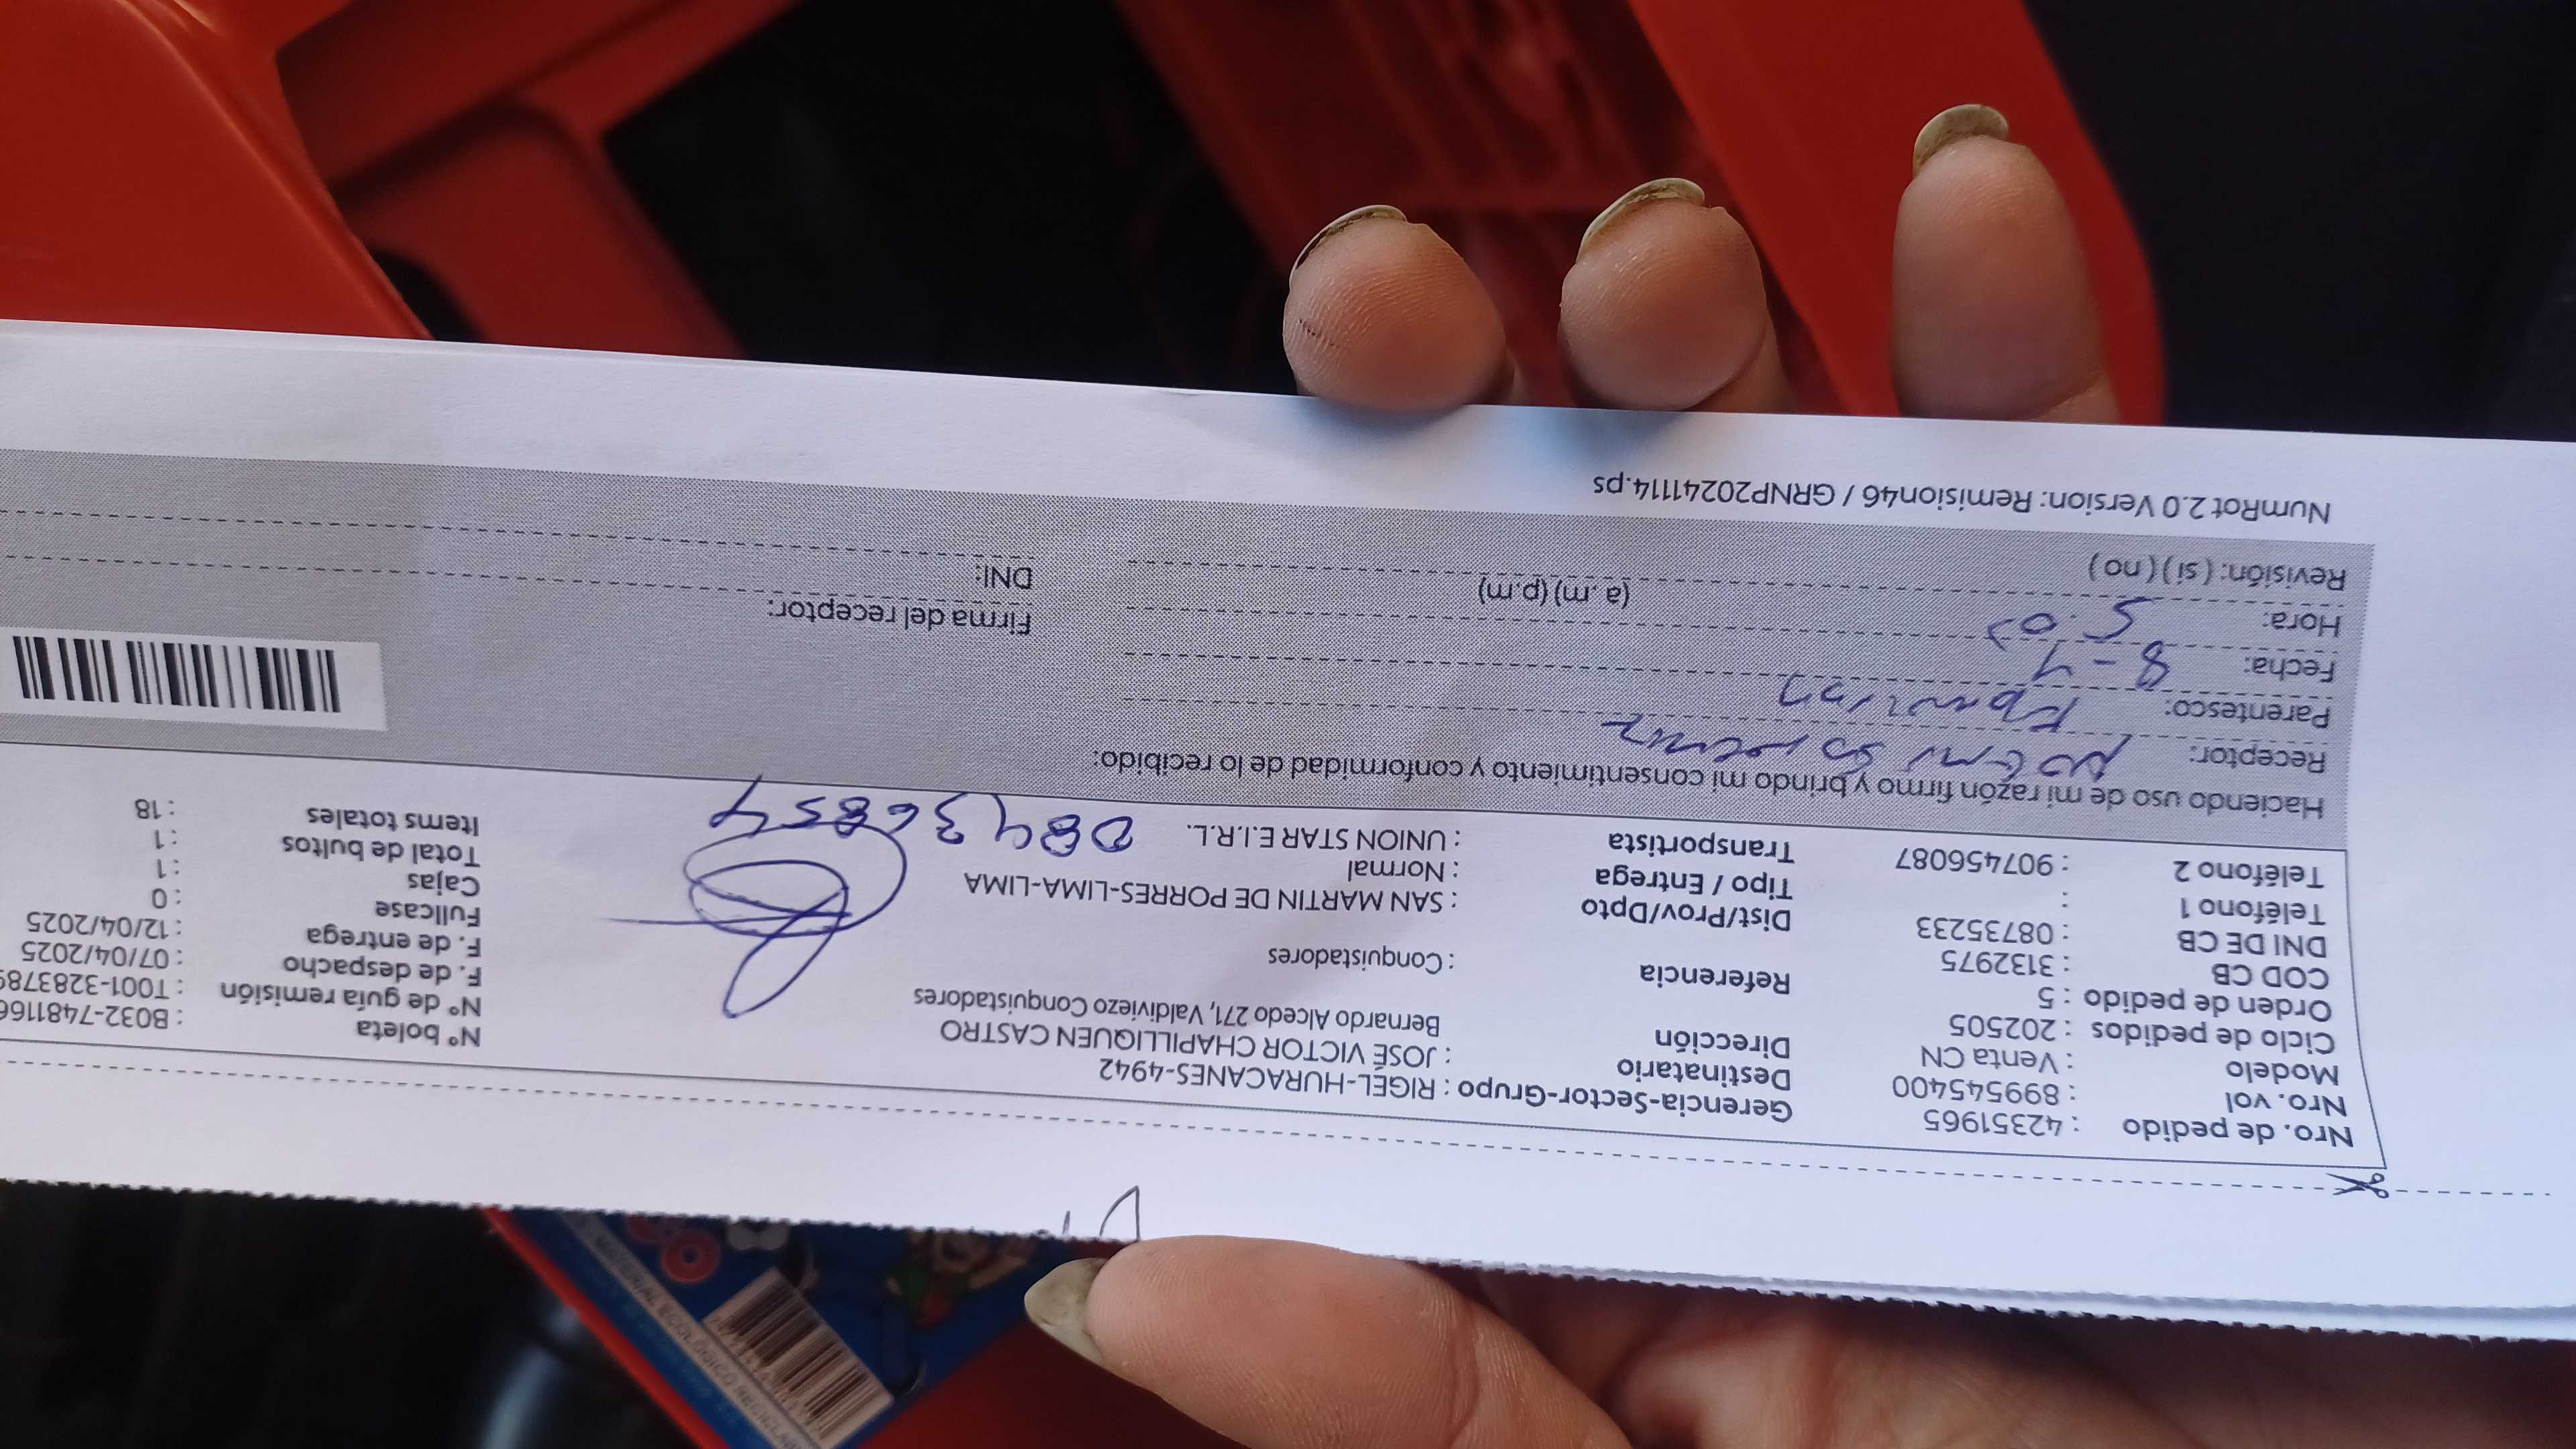 Nro. de pedido : 42351965
Nro. vol : 899545400
Modelo : Venta CN
Ciclo de pedidos : 202505
Orden de pedido : 5
COD CB : 3132975
DNI DE CB : 08735233
Teléfono 1 :
Teléfono 2 : 907456087
Gerencia-Sector-Grupo : RIGEL-HURACANES-4942
Destinatario : JOSÉ VICTOR CHAPILLIQUEN CASTRO
Dirección Bernardo Alcedo 271, Valdiviezo Conquistadores
Referencia : Conquistadores
Dist/Prov/Dpto : SAN MARTIN DE PORRES-LIMA-LIMA
Tipo / Entrega : Normal
Transportista : UNION STAR E.I.R.L.
N° boleta : B032-7481166
N° de guía remisión : T001-3283789
F. de despacho : 07/04/2025
F. de entrega : 12/04/2025
Fullcase : 0
Cajas : 1
Total de bultos : 1
Items totales : 18
08436854
Haciendo uso de mi razón firmo y brindo mi consentimiento y conformidad de lo recibido:
Receptor:
Parentesco:
Fecha: 8-4
Hora: 5:0 (a. m) (p.m)
Revisión: ( sí ) ( no )
Firma del receptor:
DNI:
NumRot 2.0 Version: Remision46 / GRNP20241114.ps